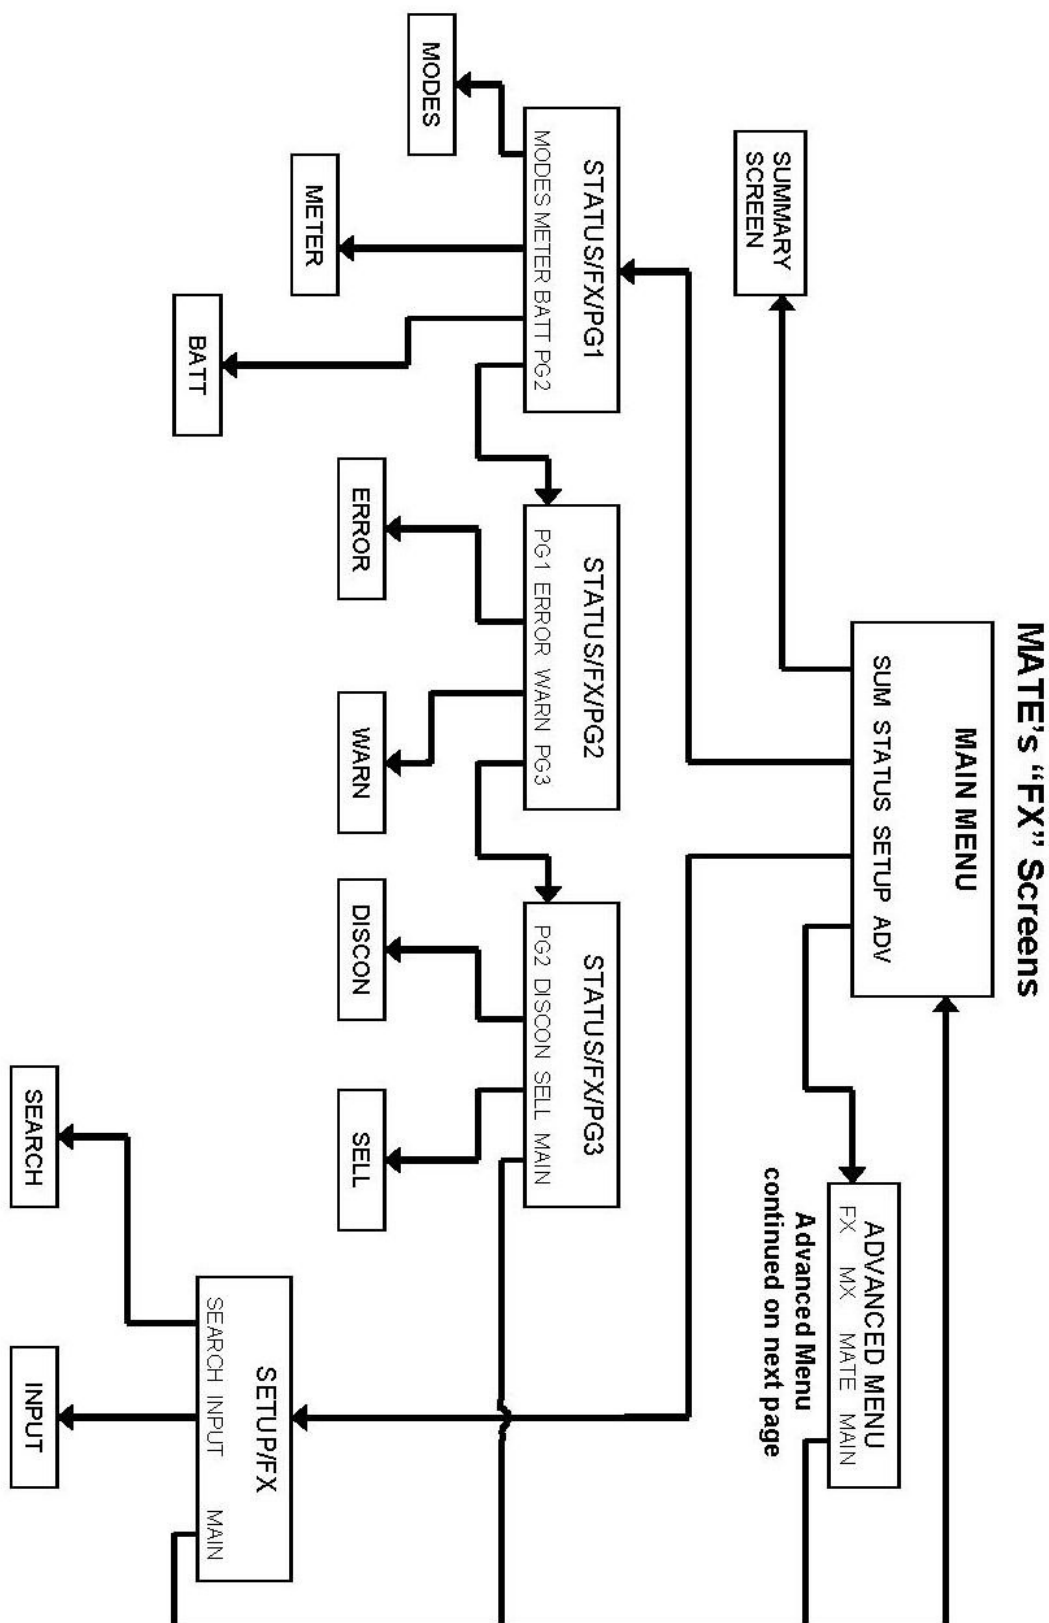 MATE's “FX” Screens
MAIN MENU
SUM STATUS SETUP ADV
SUMMARY
SCREEN
ADVANCED MENU
FX MX MATE MAIN
Advanced Menu
continued on next page
STATUS/FX/PG1
MODES METER BATT PG2
STATUS/FX/PG2
PG1 ERROR WARN PG3
STATUS/FX/PG3
PG2 DISCON SELL MAIN
MODES
METER
BATT
ERROR
WARN
DISCON
SELL
SETUP/FX
SEARCH INPUT MAIN
SEARCH
INPUT